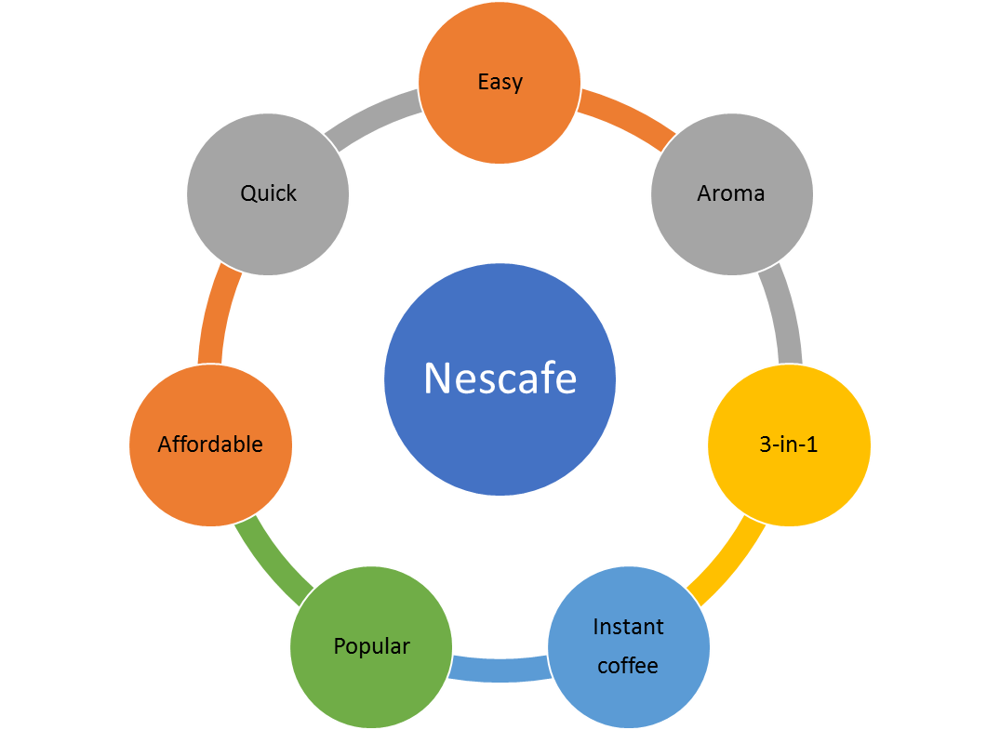 Easy
Quick
Aroma
Nescafe
Affordable
3-in-1
Popular
Instant
coffee